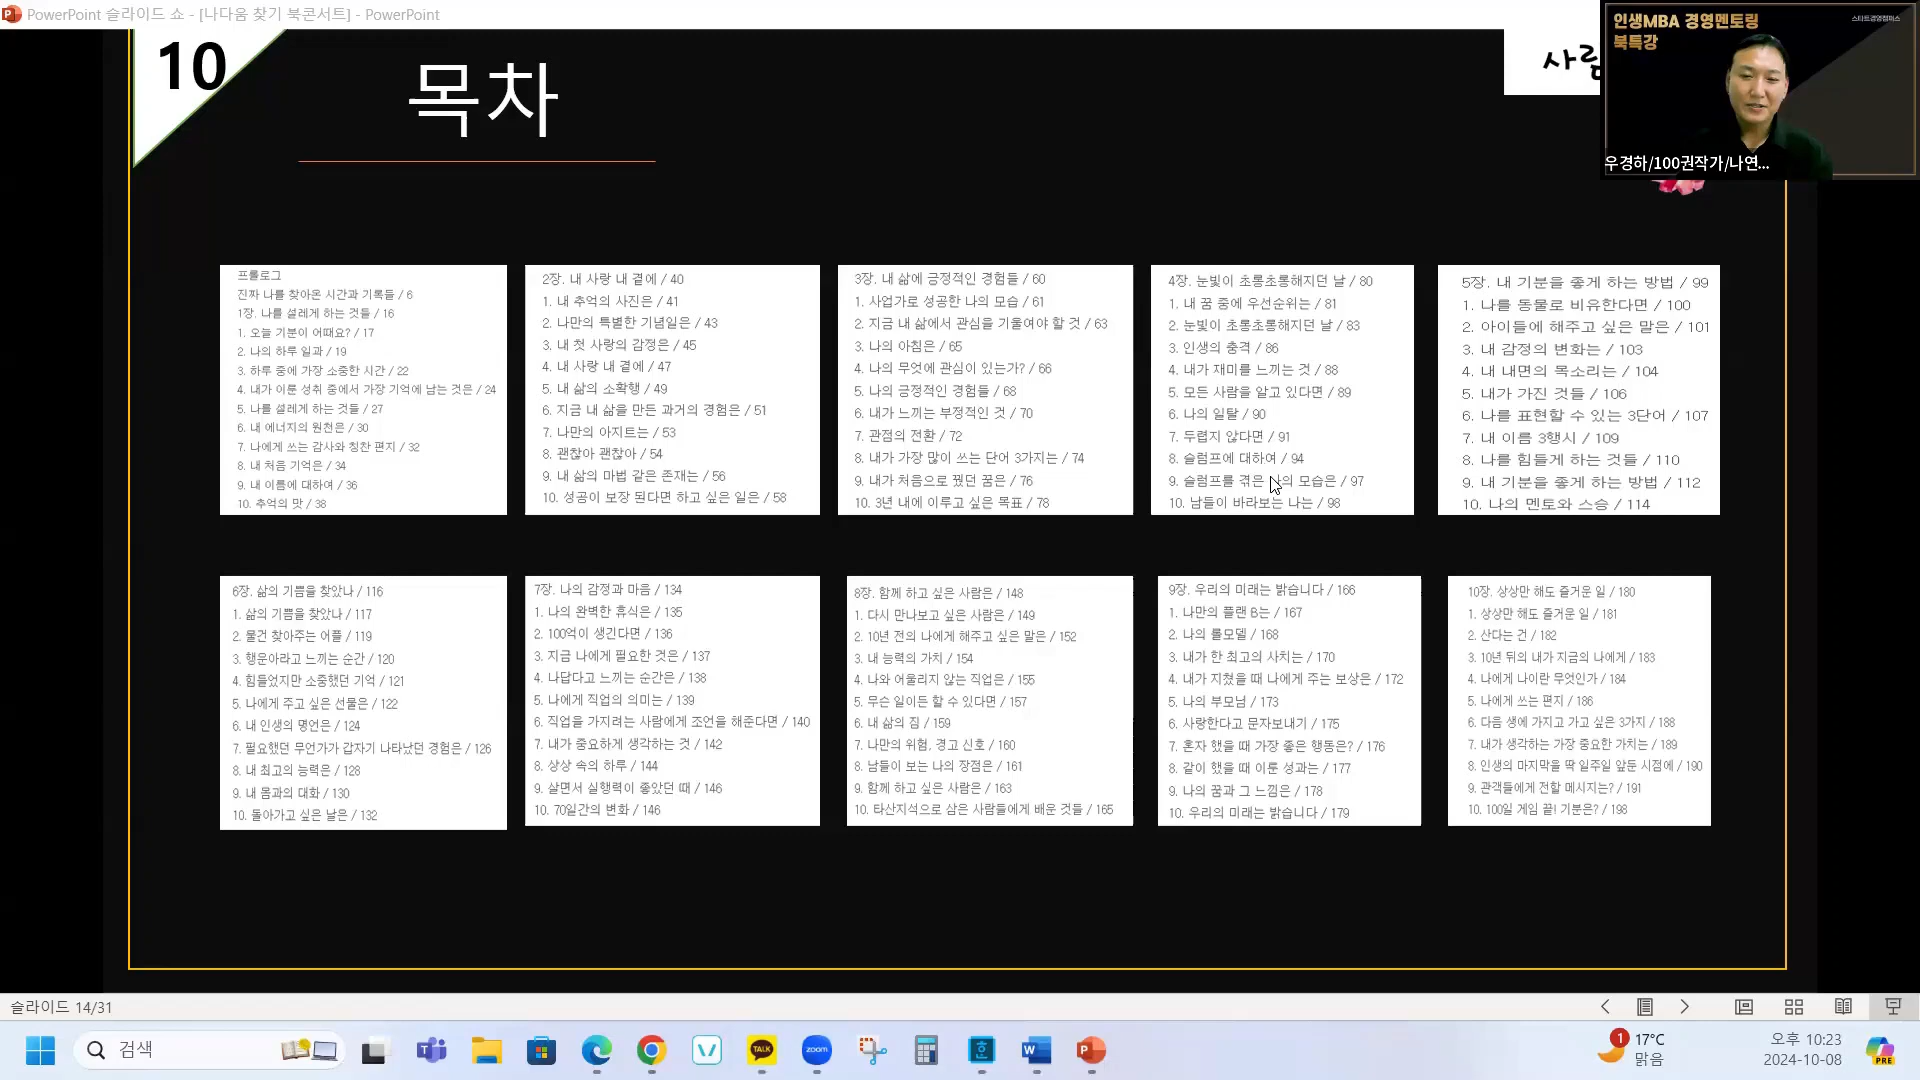 PowerPoint 슬라이드 쇼 - [나다움 찾기 북콘서트] - PowerPoint
10
목차
인생MBA 경영멘토링
북특강
스타트경영캠퍼스
우경하/100권작가/나연...
프롤로그
진짜 나를 찾아온 시간과 기록들 / 6
1장. 나를 설레게 하는 것들 / 16
1. 오늘 기분이 어때요? / 17
2. 나의 하루 일과 / 19
3. 하루 중에 가장 소중한 시간 / 22
4. 내가 이룬 성취 중에서 가장 기억에 남는 것은 / 24
5. 나를 설레게 하는 것들 / 27
6. 내 에너지의 원천은 / 30
7. 나에게 쓰는 감사와 칭찬 편지 / 32
8. 내 처음 기억은 / 34
9. 내 이름에 대하여 / 36
10. 추억의 맛 / 38
2장. 내 사랑 내 곁에 / 40
1. 내 추억의 사진은 / 41
2. 나만의 특별한 기념일은 / 43
3. 내 첫 사랑의 감정은 / 45
4. 내 사랑 내 곁에 / 47
5. 내 삶의 소확행 / 49
6. 지금 내 삶을 만든 과거의 경험은 / 51
7. 나만의 아지트는 / 53
8. 괜찮아 괜찮아 / 54
9. 내 삶의 마법 같은 존재는 / 56
10. 성공이 보장 된다면 하고 싶은 일은 / 58
3장. 내 삶에 긍정적인 경험들 / 60
1. 사업가로 성공한 나의 모습 / 61
2. 지금 내 삶에서 관심을 기울여야 할 것 / 63
3. 나의 아침은 / 65
4. 나의 무엇에 관심이 있는가? / 66
5. 나의 긍정적인 경험들 / 68
6. 내가 느끼는 부정적인 것 / 70
7. 관점의 전환 / 72
8. 내가 가장 많이 쓰는 단어 3가지는 / 74
9. 내가 처음으로 꿨던 꿈은 / 76
10. 3년 내에 이루고 싶은 목표 / 78
4장. 눈빛이 초롱초롱해지던 날 / 80
1. 내 꿈 중에 우선순위는 / 81
2. 눈빛이 초롱초롱해지던 날 / 83
3. 인생의 충격 / 86
4. 내가 재미를 느끼는 것 / 88
5. 모든 사람을 알고 있다면 / 89
6. 나의 일탈 / 90
7. 두렵지 않다면 / 91
8. 슬럼프에 대하여 / 94
9. 슬럼프를 겪은 나의 모습은 / 97
10. 남들이 바라보는 나는 / 98
5장. 내 기분을 좋게 하는 방법 / 99
1. 나를 동물로 비유한다면 / 100
2. 아이들에 해주고 싶은 말은 / 101
3. 내 감정의 변화는 / 103
4. 내 내면의 목소리는 / 104
5. 내가 가진 것들 / 106
6. 나를 표현할 수 있는 3단어 / 107
7. 내 이름 3행시 / 109
8. 나를 힘들게 하는 것들 / 110
9. 내 기분을 좋게 하는 방법 / 112
10. 나의 멘토와 스승 / 114
6장. 삶의 기쁨을 찾았나 / 116
1. 삶의 기쁨을 찾았나 / 117
2. 물건 찾아주는 어플 / 119
3. 행운아라고 느끼는 순간 / 120
4. 힘들었지만 소중했던 기억 / 121
5. 나에게 주고 싶은 선물은 / 122
6. 내 인생의 명언은 / 124
7. 필요했던 무언가가 갑자기 나타났던 경험은 / 126
8. 내 최고의 능력은 / 128
9. 내 몸과의 대화 / 130
10. 돌아가고 싶은 날은 / 132
7장. 나의 감정과 마음 / 134
1. 나의 완벽한 휴식은 / 135
2. 100억이 생긴다면 / 136
3. 지금 나에게 필요한 것은 / 137
4. 나답다고 느끼는 순간은 / 138
5. 나에게 직업의 의미는 / 139
6. 직업을 가지려는 사람에게 조언을 해준다면 / 140
7. 내가 중요하게 생각하는 것 / 142
8. 상상 속의 하루 / 144
9. 살면서 실행력이 좋았던 때 / 146
10. 70일간의 변화 / 146
8장. 함께 하고 싶은 사람은 / 148
1. 다시 만나보고 싶은 사람은 / 149
2. 10년 전의 나에게 해주고 싶은 말은 / 152
3. 내 능력의 가치 / 154
4. 나와 어울리지 않는 직업은 / 155
5. 무슨 일이든 할 수 있다면 / 157
6. 내 삶의 짐 / 159
7. 나만의 위험, 경고 신호 / 160
8. 남들이 보는 나의 장점은 / 161
9. 함께 하고 싶은 사람은 / 163
10. 타산지석으로 삼은 사람들에게 배운 것들 / 165
9장. 우리의 미래는 밝습니다 / 166
1. 나만의 플랜 B는 / 167
2. 나의 롤모델 / 168
3. 내가 한 최고의 사치는 / 170
4. 내가 지쳤을 때 나에게 주는 보상은 / 172
5. 나의 부모님 / 173
6. 사랑한다고 문자보내기 / 175
7. 혼자 했을 때 가장 좋은 행동은? / 176
8. 같이 했을 때 이룬 성과는 / 177
9. 나의 꿈과 그 느낌은 / 178
10. 우리의 미래는 밝습니다 / 179
10장. 상상만 해도 즐거운 일 / 180
1. 상상만 해도 즐거운 일 / 181
2. 산다는 건 / 182
3. 10년 뒤의 내가 지금의 나에게 / 183
4. 나에게 나이란 무엇인가 / 184
5. 나에게 쓰는 편지 / 186
6. 다음 생에 가지고 가고 싶은 3가지 / 188
7. 내가 생각하는 가장 중요한 가치는 / 189
8. 인생의 마지막을 딱 일주일 앞둔 시점에 / 190
9. 관객들에게 전할 메시지는? / 191
10. 100일 게임 끝! 기분은? / 198
슬라이드 14/31
검색
TALK
zoom
1
17°C
맑음
오후 10:23
2024-10-08
PRE